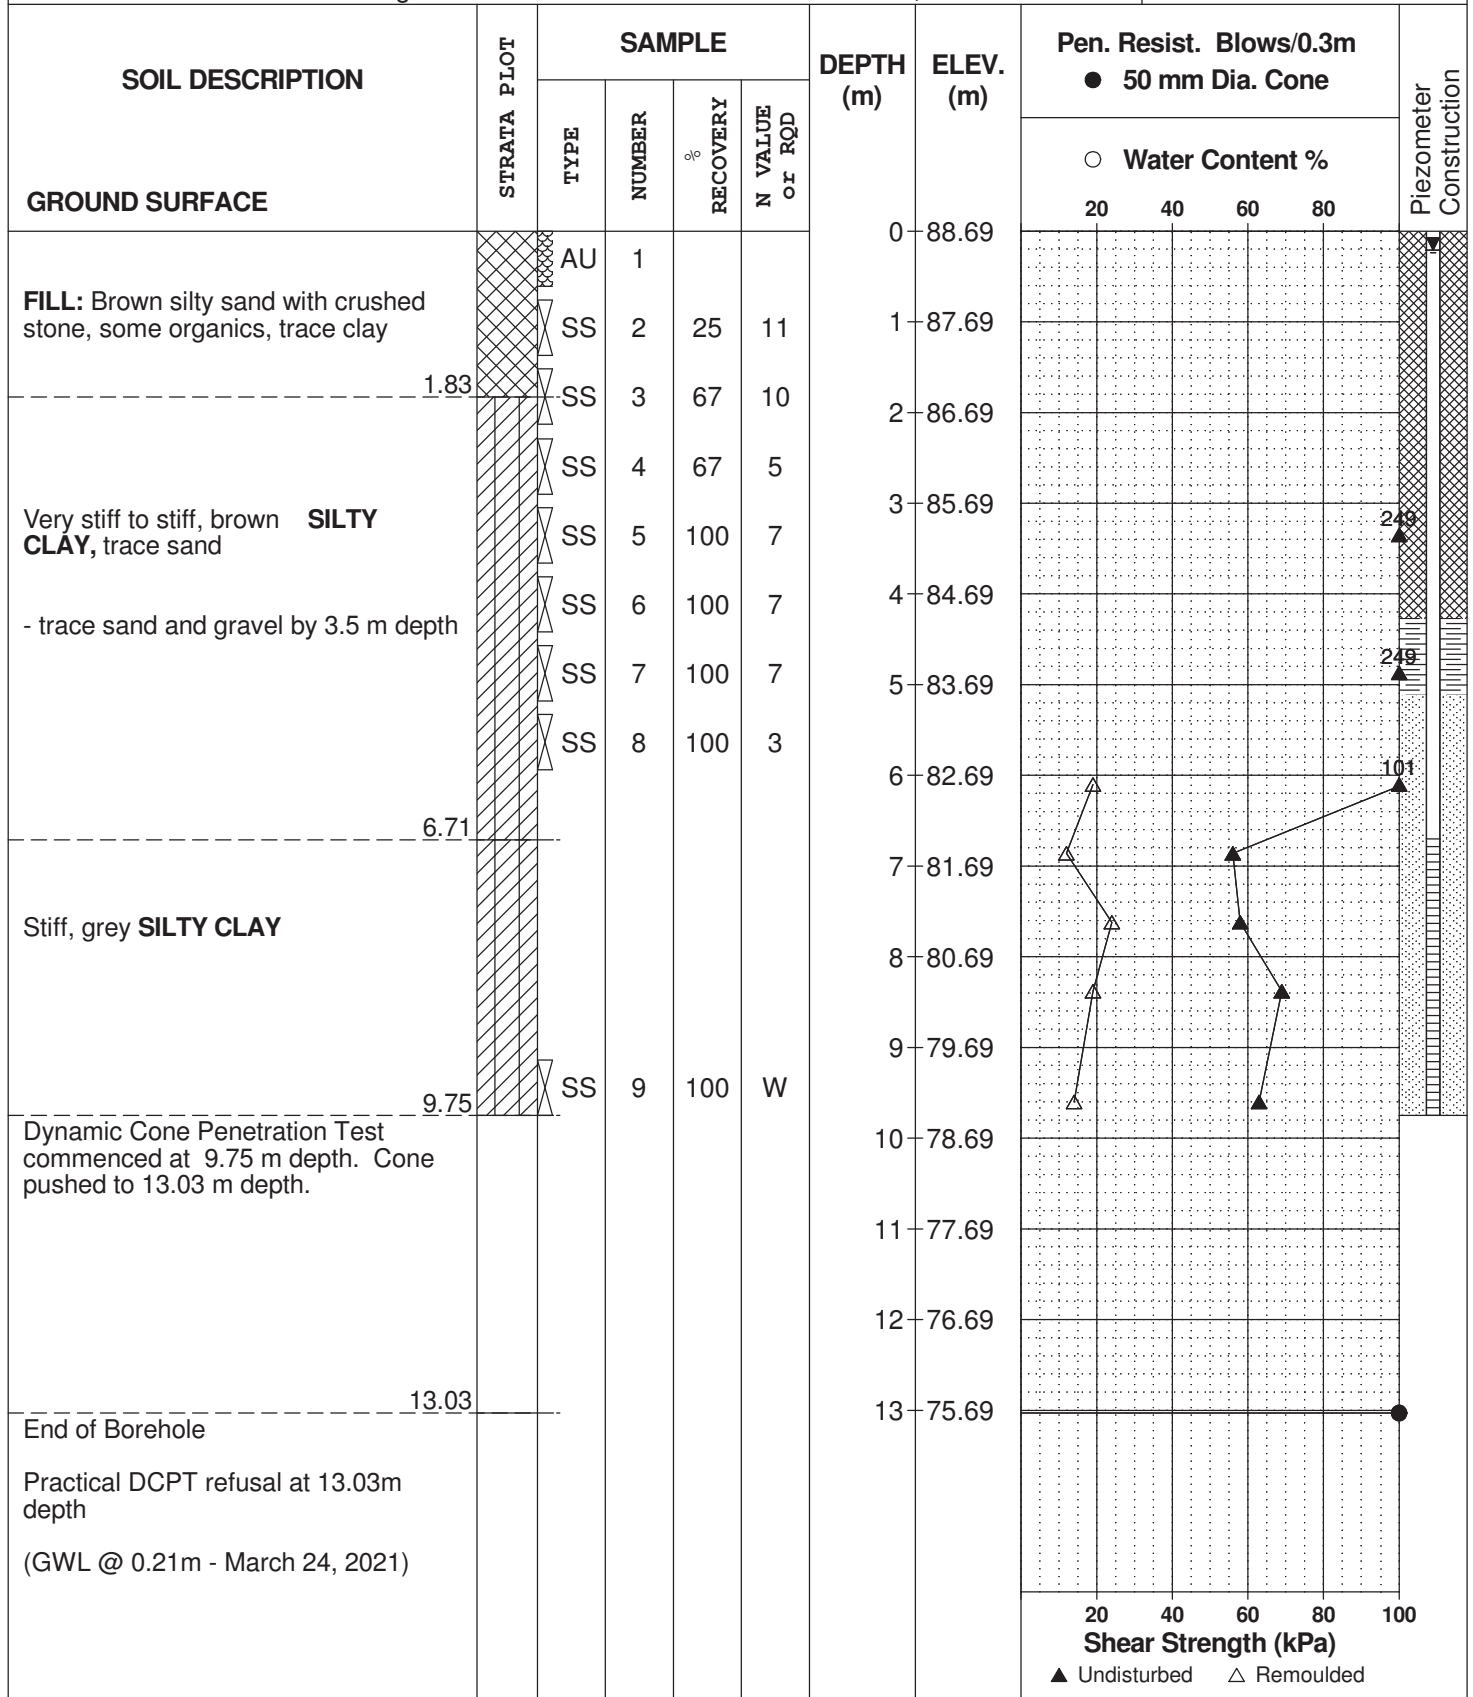 SOIL DESCRIPTION
GROUND SURFACE
STRATA PLOT
SAMPLE
TYPE
NUMBER
%
RECOVERY
N VALUE
or RQD
DEPTH
(m)
ELEV.
(m)
Pen. Resist. Blows/0.3m
● 50 mm Dia. Cone
○ Water Content %
20 40 60 80
Piezometer
Construction
0 88.69
AU 1
FILL: Brown silty sand with crushed
stone, some organics, trace clay
SS 2 25 11
1 87.69
1.83
SS 3 67 10
2 86.69
SS 4 67 5
3 85.69
Very stiff to stiff, brown SILTY
CLAY, trace sand
249
SS 5 100 7
4 84.69
SS 6 100 7
- trace sand and gravel by 3.5 m depth
249
SS 7 100 7
5 83.69
SS 8 100 3
6 82.69
101
6.71
7 81.69
Stiff, grey SILTY CLAY
8 80.69
9 79.69
SS 9 100 W
9.75
Dynamic Cone Penetration Test
commenced at 9.75 m depth. Cone
pushed to 13.03 m depth.
10 78.69
11 77.69
12 76.69
13.03
13 75.69
End of Borehole
Practical DCPT refusal at 13.03m
depth
(GWL @ 0.21m - March 24, 2021)
20 40 60 80 100
Shear Strength (kPa)
▲ Undisturbed △ Remoulded